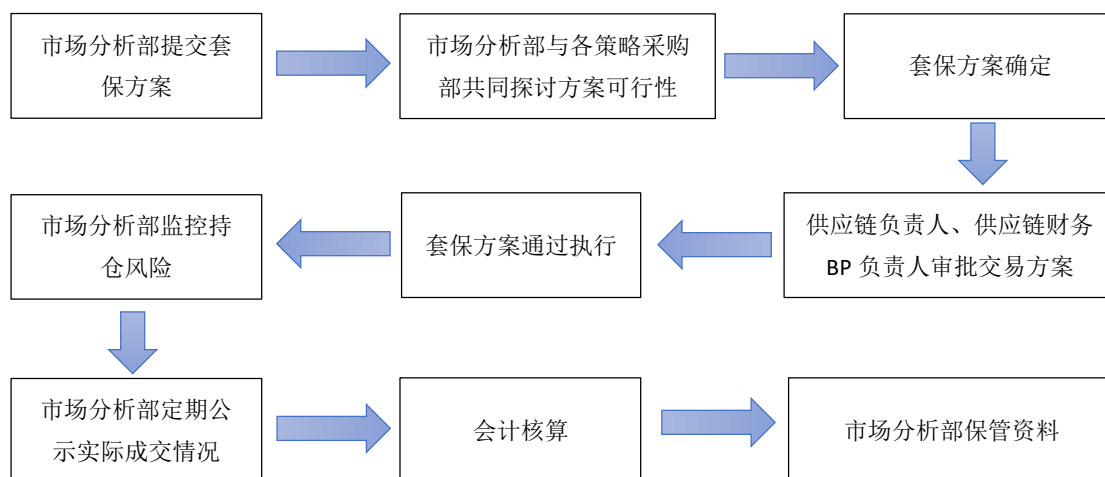 市场分析部提交套
保方案
市场分析部与各策略采购
部共同探讨方案可行性
套保方案确定
供应链负责人、供应链财务
BP 负责人审批交易方案
套保方案通过执行
市场分析部监控持
仓风险
市场分析部定期公
示实际成交情况
会计核算
市场分析部保管资料